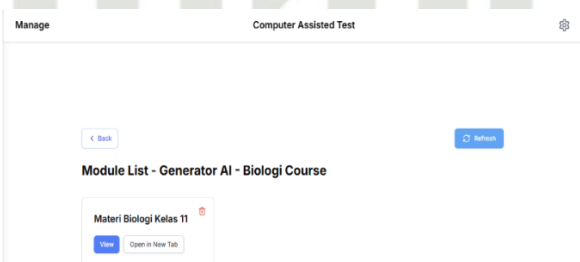 Manage
Computer Assisted Test
Back
Refresh
Module List - Generator AI - Biologi Course
Materi Biologi Kelas 11
View
Open in New Tab